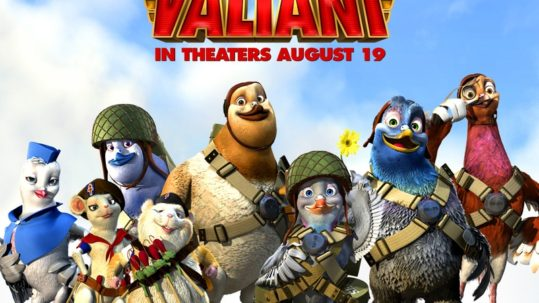 VALIANT
IN THEATERS AUGUST 19